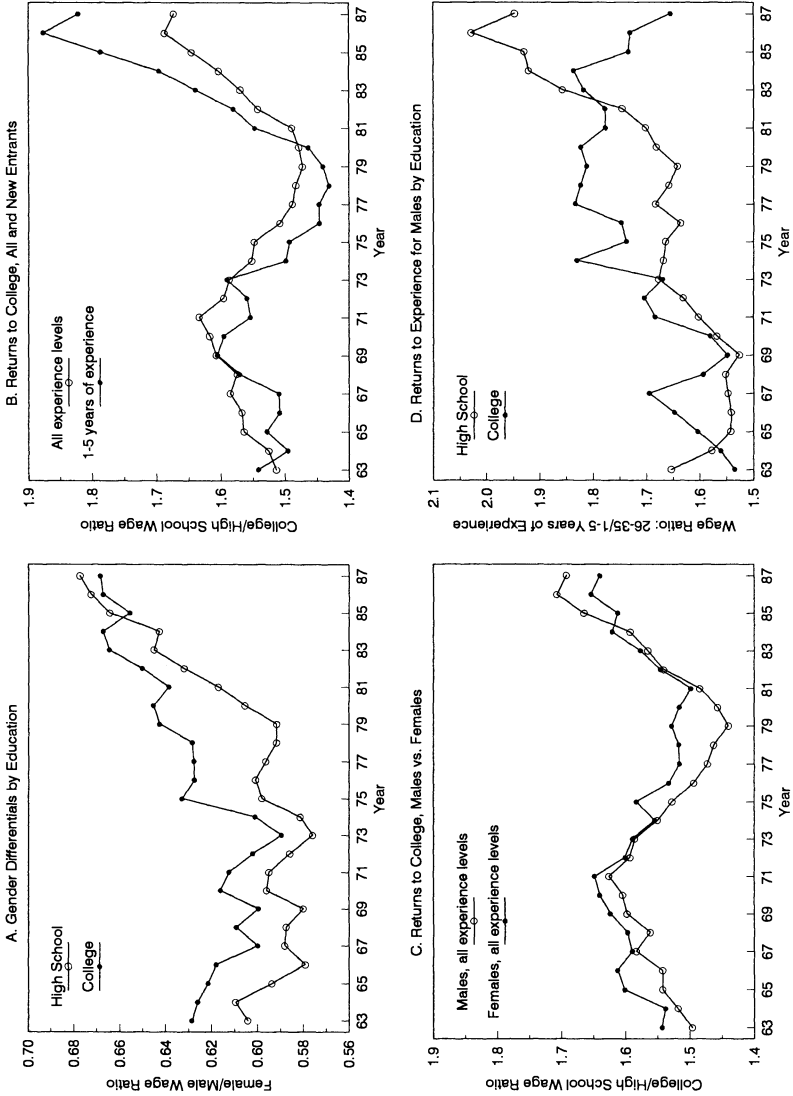 A. Gender Differentials by Education
0.70
0.68
0.66
0.64
0.62
0.60
0.58
0.56
Female/Male Wage Ratio
High School
College
63 65 67 69 71 73 75 77 79 81 83 85 87
Year
B. Returns to College, All and New Entrants
1.9
1.8
1.7
1.6
1.5
1.4
College/High School Wage Ratio
All experience levels
1-5 years of experience
63 65 67 69 71 73 75 77 79 81 83 85 87
Year
C. Returns to College, Males vs. Females
1.9
1.8
1.7
1.6
1.5
1.4
College/High School Wage Ratio
Males, all experience levels
Females, all experience levels
63 65 67 69 71 73 75 77 79 81 83 85 87
Year
D. Returns to Experience for Males by Education
2.1
2.0
1.9
1.8
1.7
1.6
1.5
Wage Ratio: 26-35/1-5 Years of Experience
High School
College
63 65 67 69 71 73 75 77 79 81 83 85 87
Year